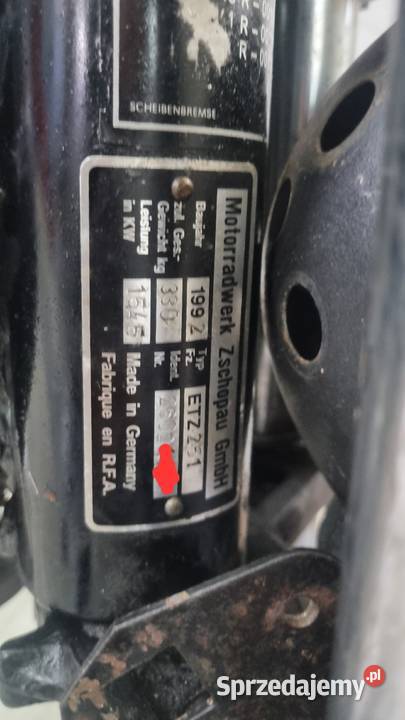 SCHEIBENBREMSE
Motorradwerk Zschopau GmbH
Baujahr 1992 Typ Fz. ETZ 251
zul. Ges.-Gewicht kg 330 Ident. Nr.
Leistung in KW Made in Germany
Fabrique en R.F.A.
Sprzedajemy.pl